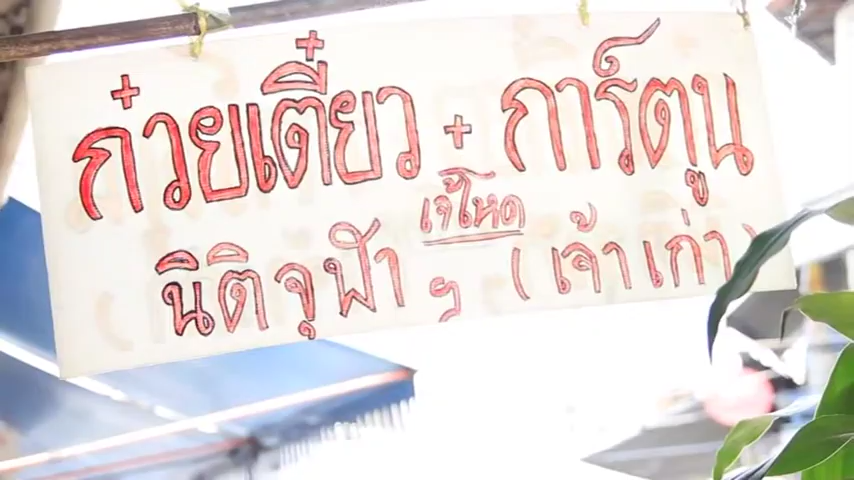 ก๋วยเตี๋ยว + การ์ตูน
เจ๊โหด
นิติจุฬา ฯ (เจ้าเก่า)